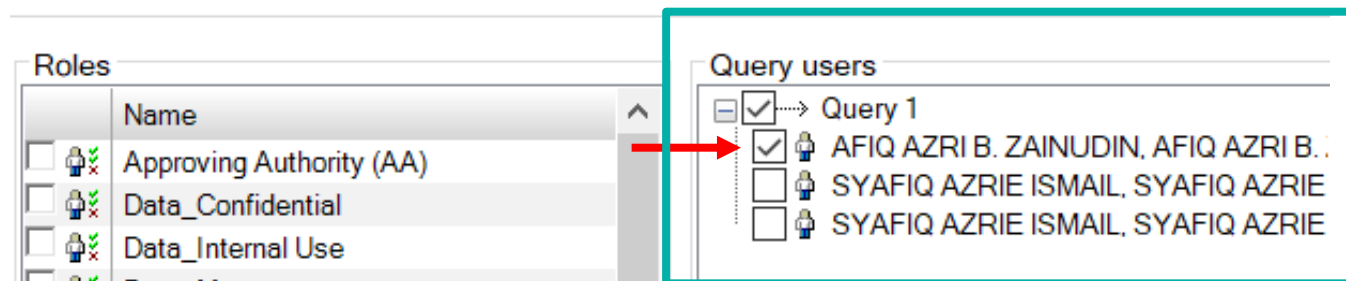 Roles
Name
Approving Authority (AA)
Data_Confidential
Data_Internal Use
Query users
Query 1
AFIQ AZRI B. ZAINUDIN, AFIQ AZRI B.
SYAFIQ AZRIE ISMAIL, SYAFIQ AZRIE
SYAFIQ AZRIE ISMAIL, SYAFIQ AZRIE